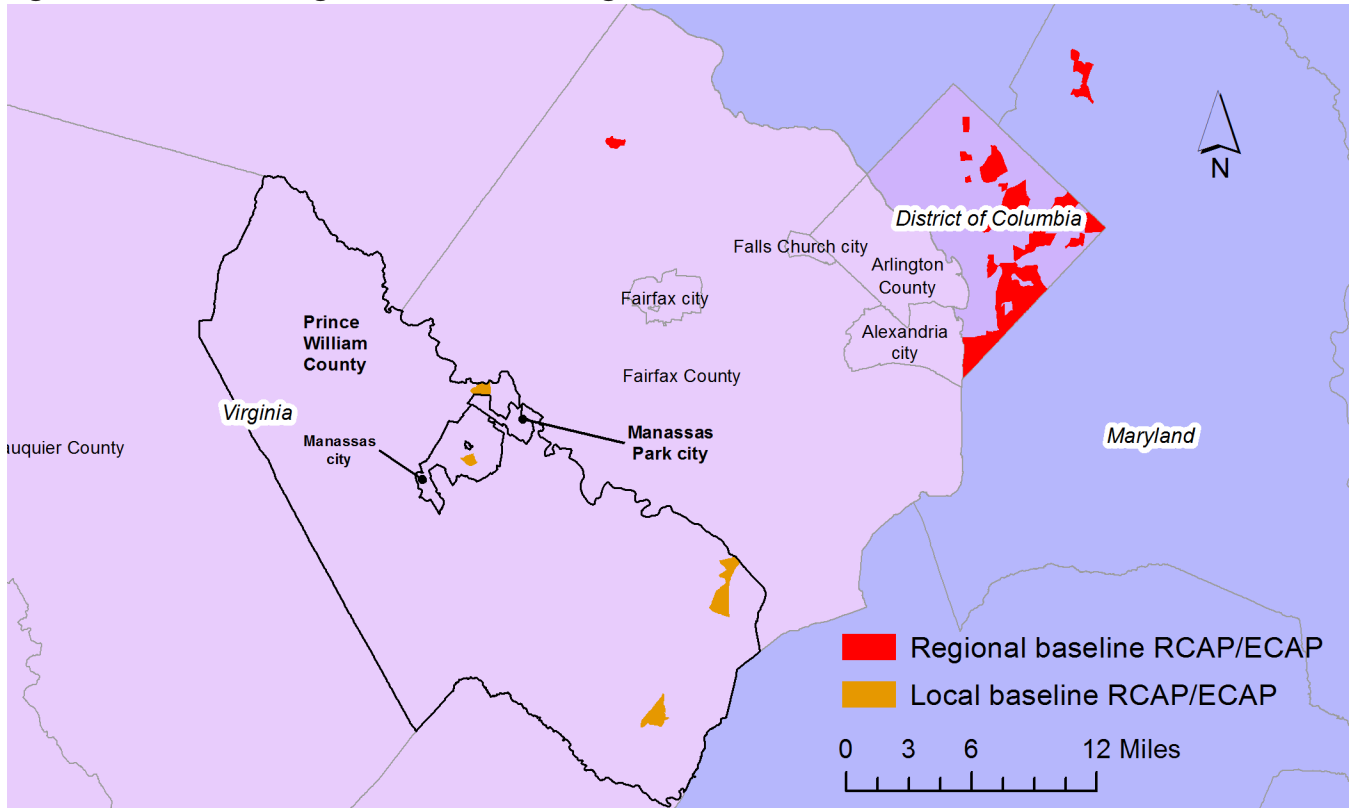 N
District of Columbia
Falls Church city
Arlington
County
Fairfax city
Prince
William
County
Alexandria
city
Fairfax County
Virginia
Manassas
Park city
Maryland
Manassas
city
auquier County
Regional baseline RCAP/ECAP
Local baseline RCAP/ECAP
0 3 6 12 Miles